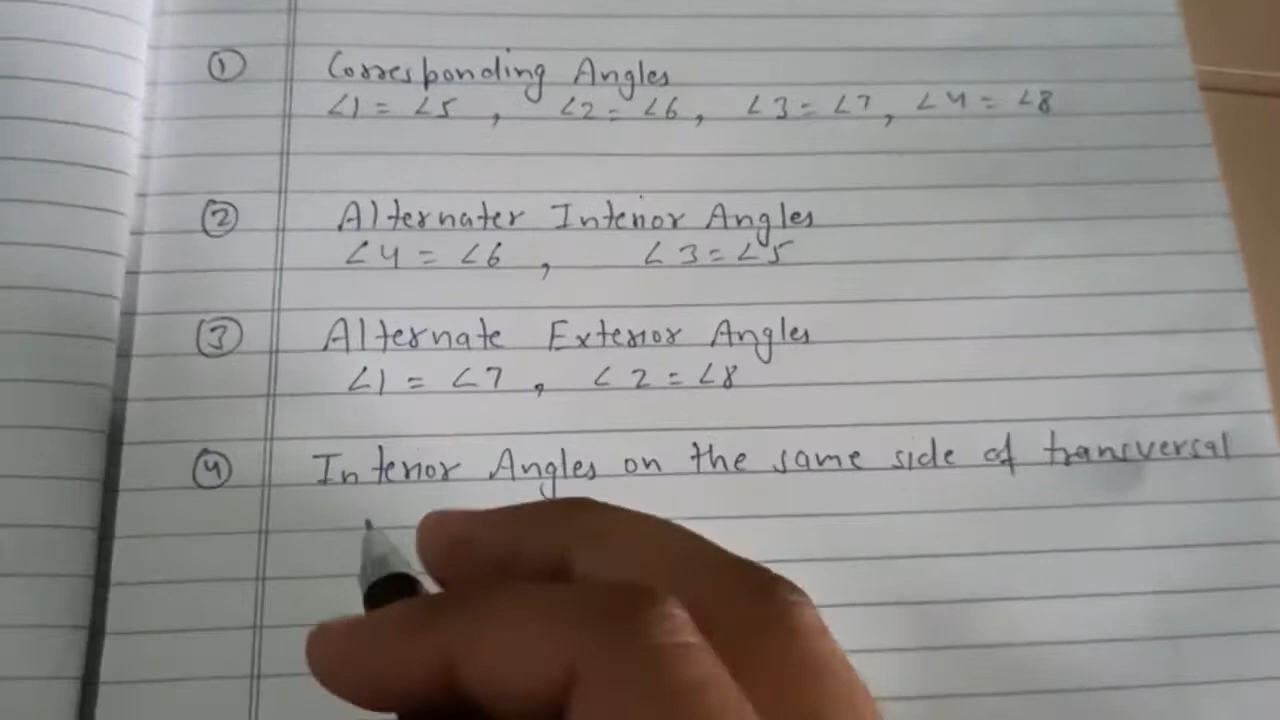 ① Corresponding Angles
∠1 = ∠5 , ∠2 = ∠6 , ∠3 = ∠7 , ∠4 = ∠8
② Alternater Interior Angles
∠4 = ∠6 , ∠3 = ∠5
③ Alternate Exterior Angles
∠1 = ∠7 , ∠2 = ∠8
④ Interior Angles on the same side of transversal